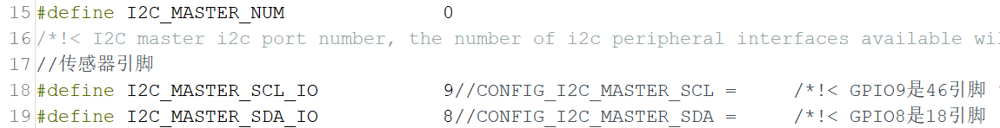 15 #define I2C_MASTER_NUM 0
16 /*!< I2C master i2c port number, the number of i2c peripheral interfaces available wil
17 //传感器引脚
18 #define I2C_MASTER_SCL_IO 9//CONFIG_I2C_MASTER_SCL = /*!< GPIO9是46引脚
19 #define I2C_MASTER_SDA_IO 8//CONFIG_I2C_MASTER_SDA = /*!< GPIO8是18引脚